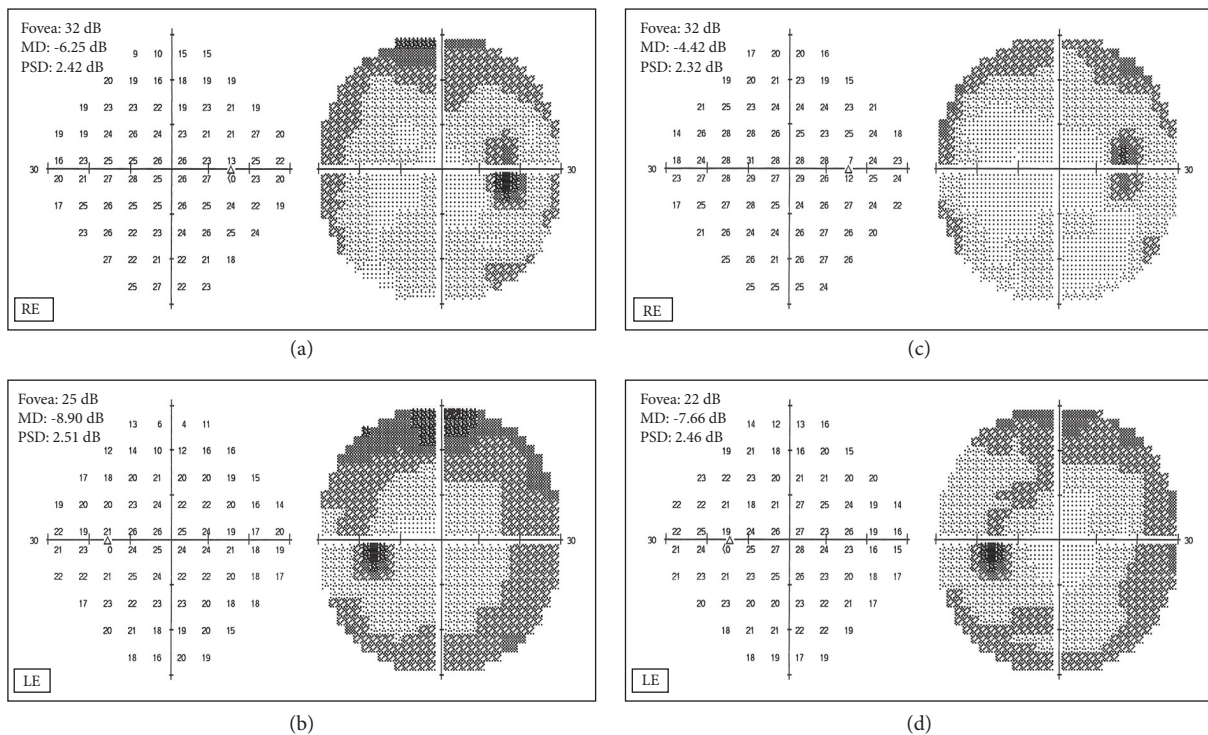 Fovea: 32 dB
MD: -6.25 dB
PSD: 2.42 dB
9 10 15 15
20 19 16 18 19 19
19 23 23 22 19 23 21 19
19 19 24 26 24 23 21 21 27 20
16 23 25 25 26 26 23 13 25 22
30 30
20 21 27 28 25 26 27 (0 23 20
17 25 26 28 26 25 25 24 22 19
23 26 22 23 24 26 25 24
27 22 21 22 21 18
25 27 22 23
RE
(a)
Fovea: 32 dB
MD: -4.42 dB
PSD: 2.32 dB
17 20 20 16
19 20 21 23 19 15
21 25 23 24 24 24 23 21
14 26 28 28 26 25 23 25 24 18
18 24 28 31 28 28 28 7 24 23
30 30
23 27 28 29 27 29 26 12 25 24
17 25 27 28 25 24 26 27 24 22
21 26 24 24 25 27 26 20
25 26 21 26 27 26
25 25 25 24
RE
(c)
Fovea: 25 dB
MD: -8.90 dB
PSD: 2.51 dB
13 6 4 11
12 14 10 12 16 16
17 18 20 21 20 20 19 15
19 20 20 23 24 22 22 20 16 14
22 19 21 26 26 25 24 19 17 20
30 30
21 23 0 24 25 24 24 21 18 19
22 22 21 25 24 22 22 20 18 17
17 23 22 23 23 20 18 18
20 21 18 19 20 15
18 16 20 19
LE
(b)
Fovea: 22 dB
MD: -7.66 dB
PSD: 2.46 dB
14 12 13 16
19 21 18 16 20 15
23 22 23 20 21 21 20 20
22 22 21 18 27 25 23 24 19 14
22 25 19 24 26 23 26 26 19 16
30 30
21 24 (0 25 27 28 24 23 16 15
21 23 21 23 25 26 23 20 18 17
20 23 20 20 23 22 21 17
18 21 21 22 22 19
18 19 17 19
LE
(d)